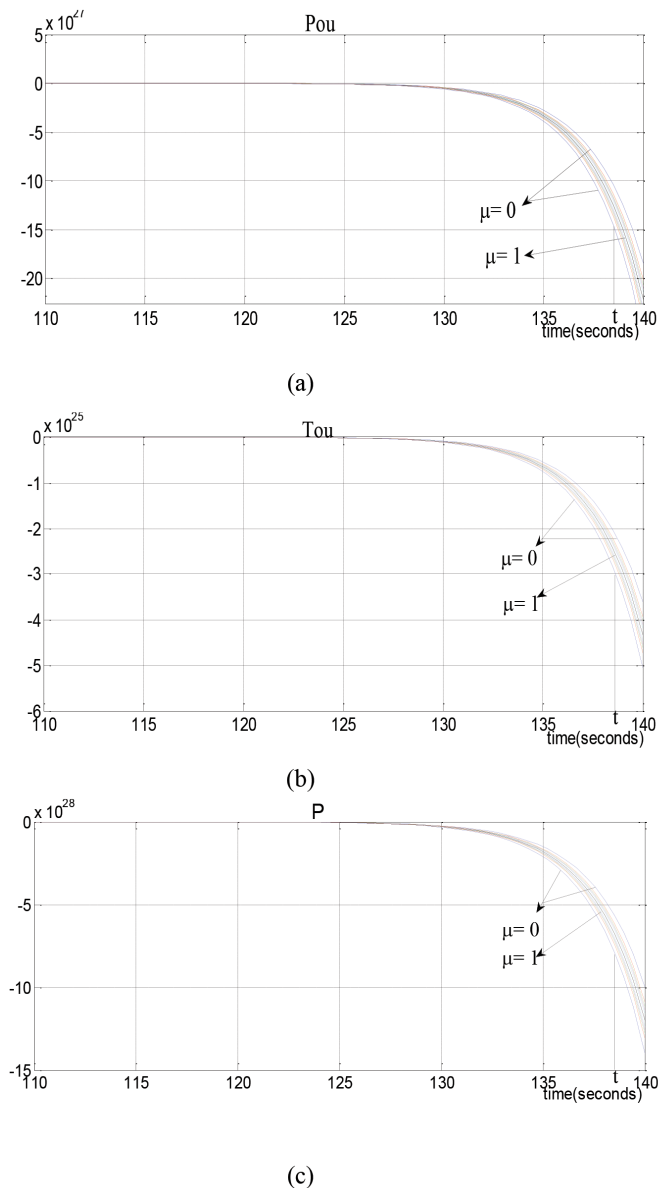 x 10^27
Pou
5
0
-5
-10
-15
-20
μ= 0
μ= 1
110 115 120 125 130 135 140
t
time(seconds)
(a)
x 10^25
Tou
0
-1
-2
-3
-4
-5
-6
μ= 0
μ= 1
110 115 120 125 130 135 140
t
time(seconds)
(b)
x 10^28
P
0
-5
-10
-15
μ= 0
μ= 1
110 115 120 125 130 135 140
t
time(seconds)
(c)